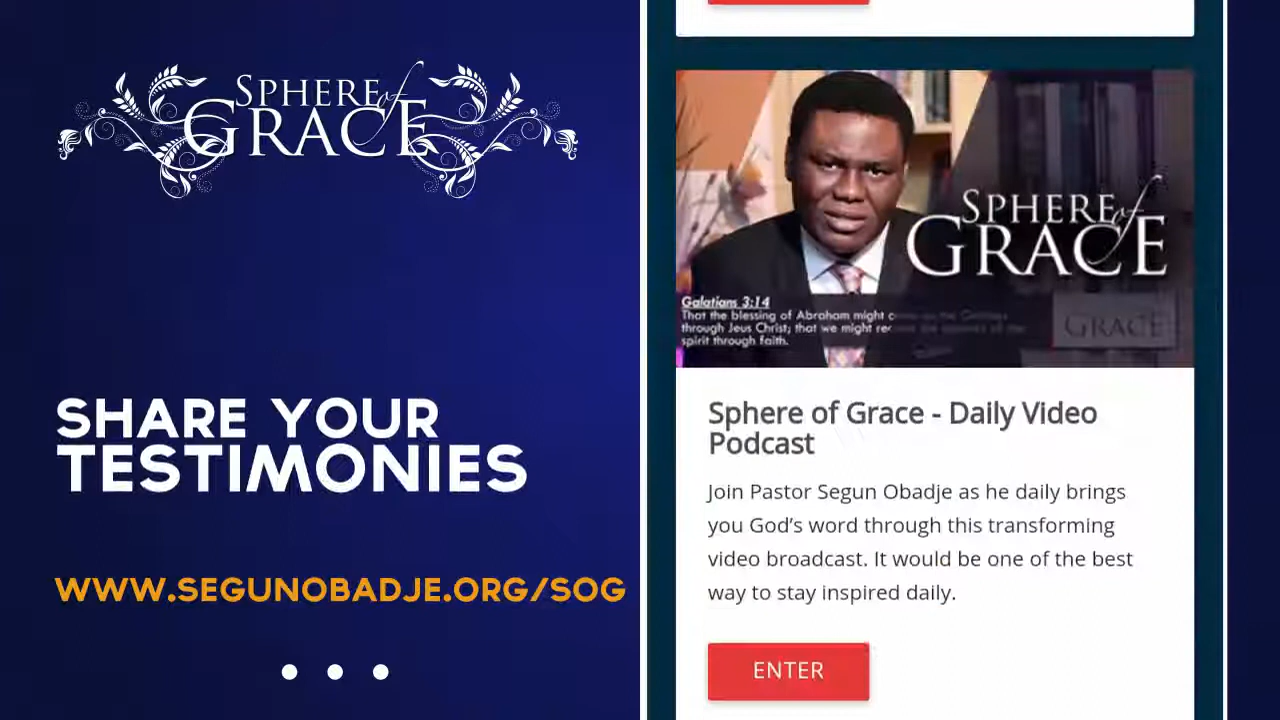 SPHERE of
GRACE
SHARE YOUR
TESTIMONIES
WWW.SEGUNOBADJE.ORG/SOG
SPHERE of
GRACE
Galatians 3:14
That the blessing of Abraham might
through Jeus Christ; that we might
spirit through faith.
GRACE
Sphere of Grace - Daily Video
Podcast
Join Pastor Segun Obadje as he daily brings
you God's word through this transforming
video broadcast. It would be one of the best
way to stay inspired daily.
ENTER